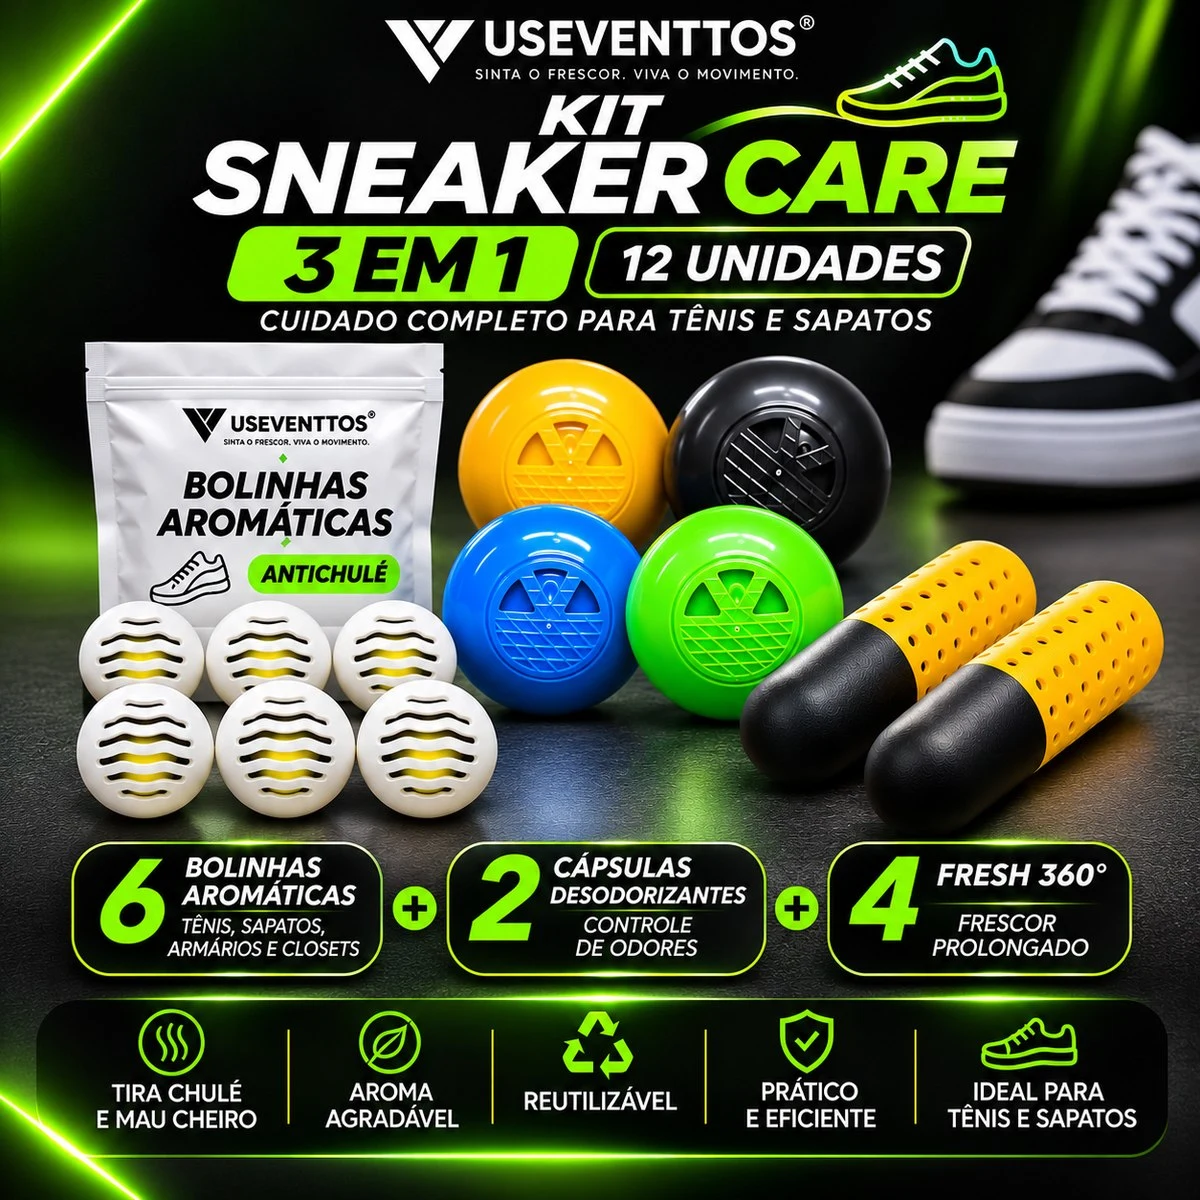 USEVENTTOS®
SINTA O FRESCOR. VIVA O MOVIMENTO.
KIT
SNEAKER CARE
3 EM 1
12 UNIDADES
CUIDADO COMPLETO PARA TÊNIS E SAPATOS
USEVENTTOS®
SINTA O FRESCOR. VIVA O MOVIMENTO.
BOLINHAS
AROMÁTICAS
ANTICHULÉ
6
BOLINHAS
AROMÁTICAS
TÊNIS, SAPATOS,
ARMÁRIOS E CLOSETS
+
2
CÁPSULAS
DESODORIZANTES
CONTROLE
DE ODORES
+
4
FRESH 360°
FRESCOR
PROLONGADO
TIRA CHULÉ
E MAU CHEIRO
AROMA
AGRADÁVEL
REUTILIZÁVEL
PRÁTICO
E EFICIENTE
IDEAL PARA
TÊNIS E SAPATOS